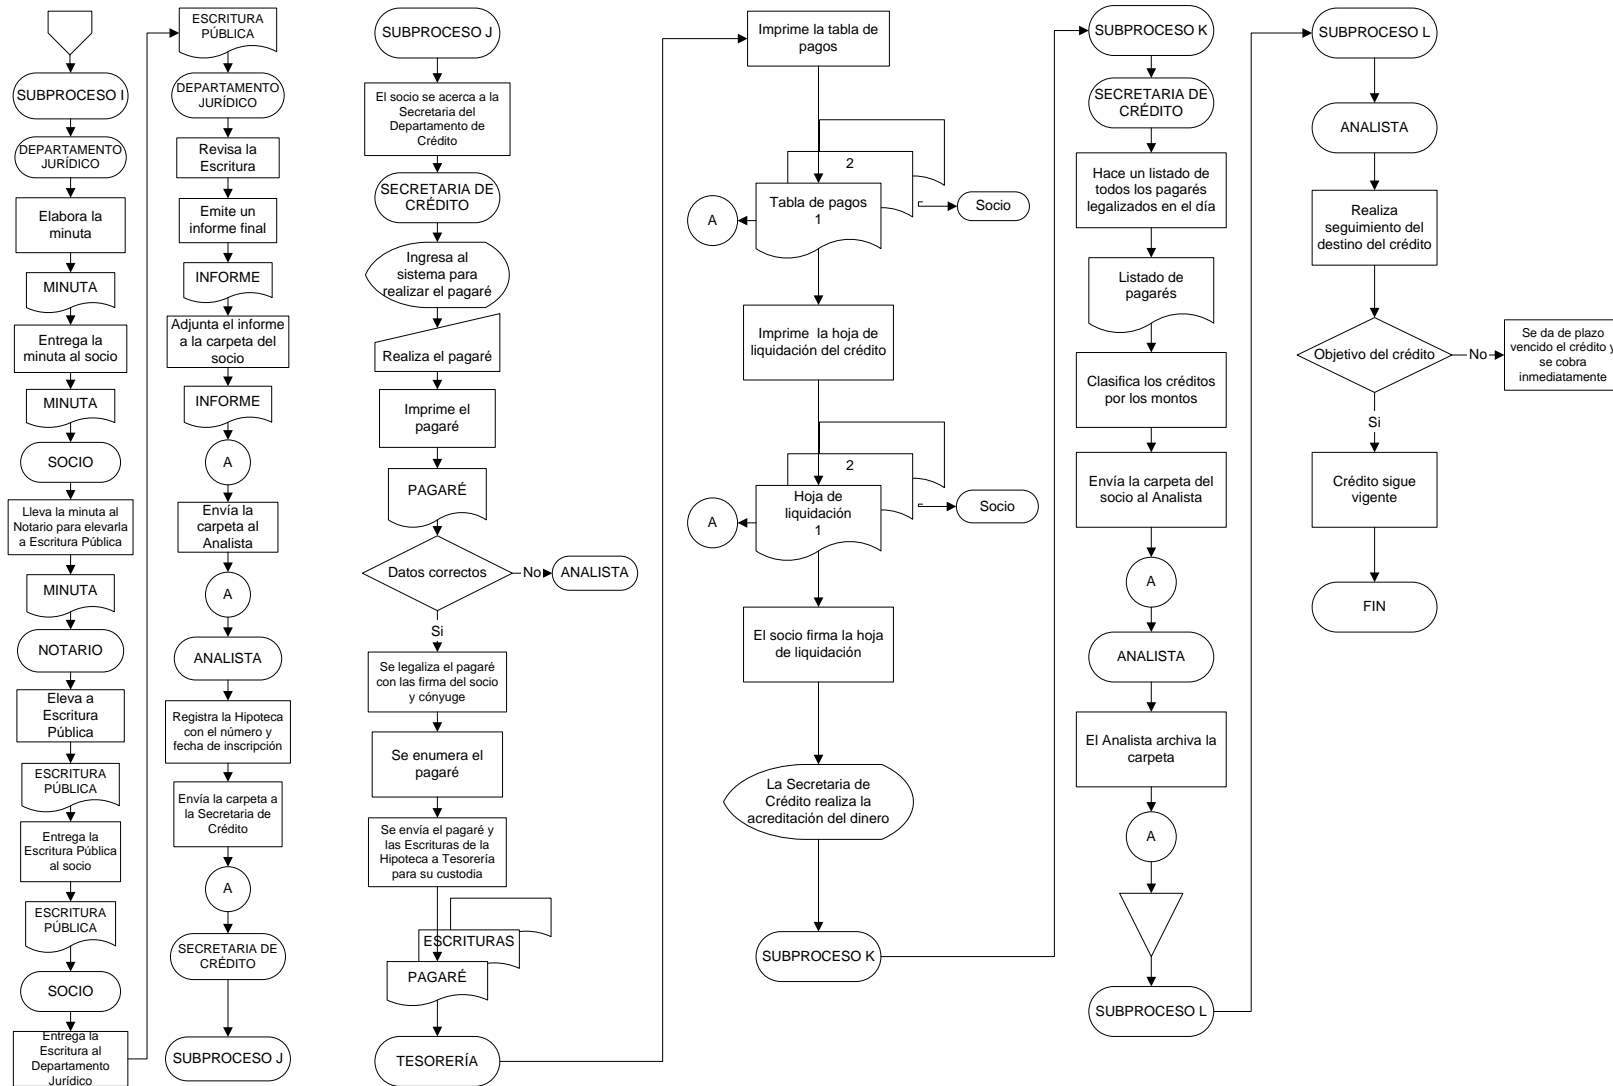 SUBPROCESO I
DEPARTAMENTO
JURÍDICO
Elabora la
minuta
MINUTA
Entrega la
minuta al socio
MINUTA
SOCIO
Lleva la minuta al
Notario para elevarla
a Escritura Pública
MINUTA
NOTARIO
Eleva a
Escritura
Pública
ESCRITURA
PÚBLICA
Entrega la
Escritura Pública
al socio
ESCRITURA
PÚBLICA
SOCIO
Entrega la
Escritura al
Departamento
Jurídico
ESCRITURA
PÚBLICA
DEPARTAMENTO
JURÍDICO
Revisa la
Escritura
Emite un
informe final
INFORME
Adjunta el informe
a la carpeta del
socio
INFORME
A
Envía la
carpeta al
Analista
A
ANALISTA
Registra la Hipoteca
con el número y
fecha de inscripción
Envía la carpeta a
la Secretaria de
Crédito
A
SECRETARIA DE
CRÉDITO
SUBPROCESO J
SUBPROCESO J
El socio se acerca a la
Secretaria del
Departamento de
Crédito
SECRETARIA DE
CRÉDITO
Ingresa al
sistema para
realizar el pagaré
Realiza el pagaré
Imprime el
pagaré
PAGARÉ
Datos correctos
No
ANALISTA
Si
Se legaliza el pagaré
con las firma del socio
y cónyuge
Se enumera el
pagaré
Se envía el pagaré y
las Escrituras de la
Hipoteca a Tesorería
para su custodia
ESCRITURAS
PAGARÉ
TESORERÍA
Imprime la tabla de
pagos
2
Tabla de pagos
1
A
Socio
Imprime  la hoja de
liquidación del crédito
2
Hoja de
liquidación
1
A
Socio
El socio firma la hoja
de liquidación
La Secretaria de
Crédito realiza la
acreditación del dinero
SUBPROCESO K
SUBPROCESO K
SECRETARIA DE
CRÉDITO
Hace un listado de
todos los pagarés
legalizados en el día
Listado de
pagarés
Clasifica los créditos
por los montos
Envía la carpeta del
socio al Analista
A
ANALISTA
El Analista archiva la
carpeta
A
SUBPROCESO L
SUBPROCESO L
ANALISTA
Realiza
seguimiento del
destino del crédito
Objetivo del crédito
No
Se da de plazo
vencido el crédito y
se cobra
inmediatamente
Si
Crédito sigue
vigente
FIN